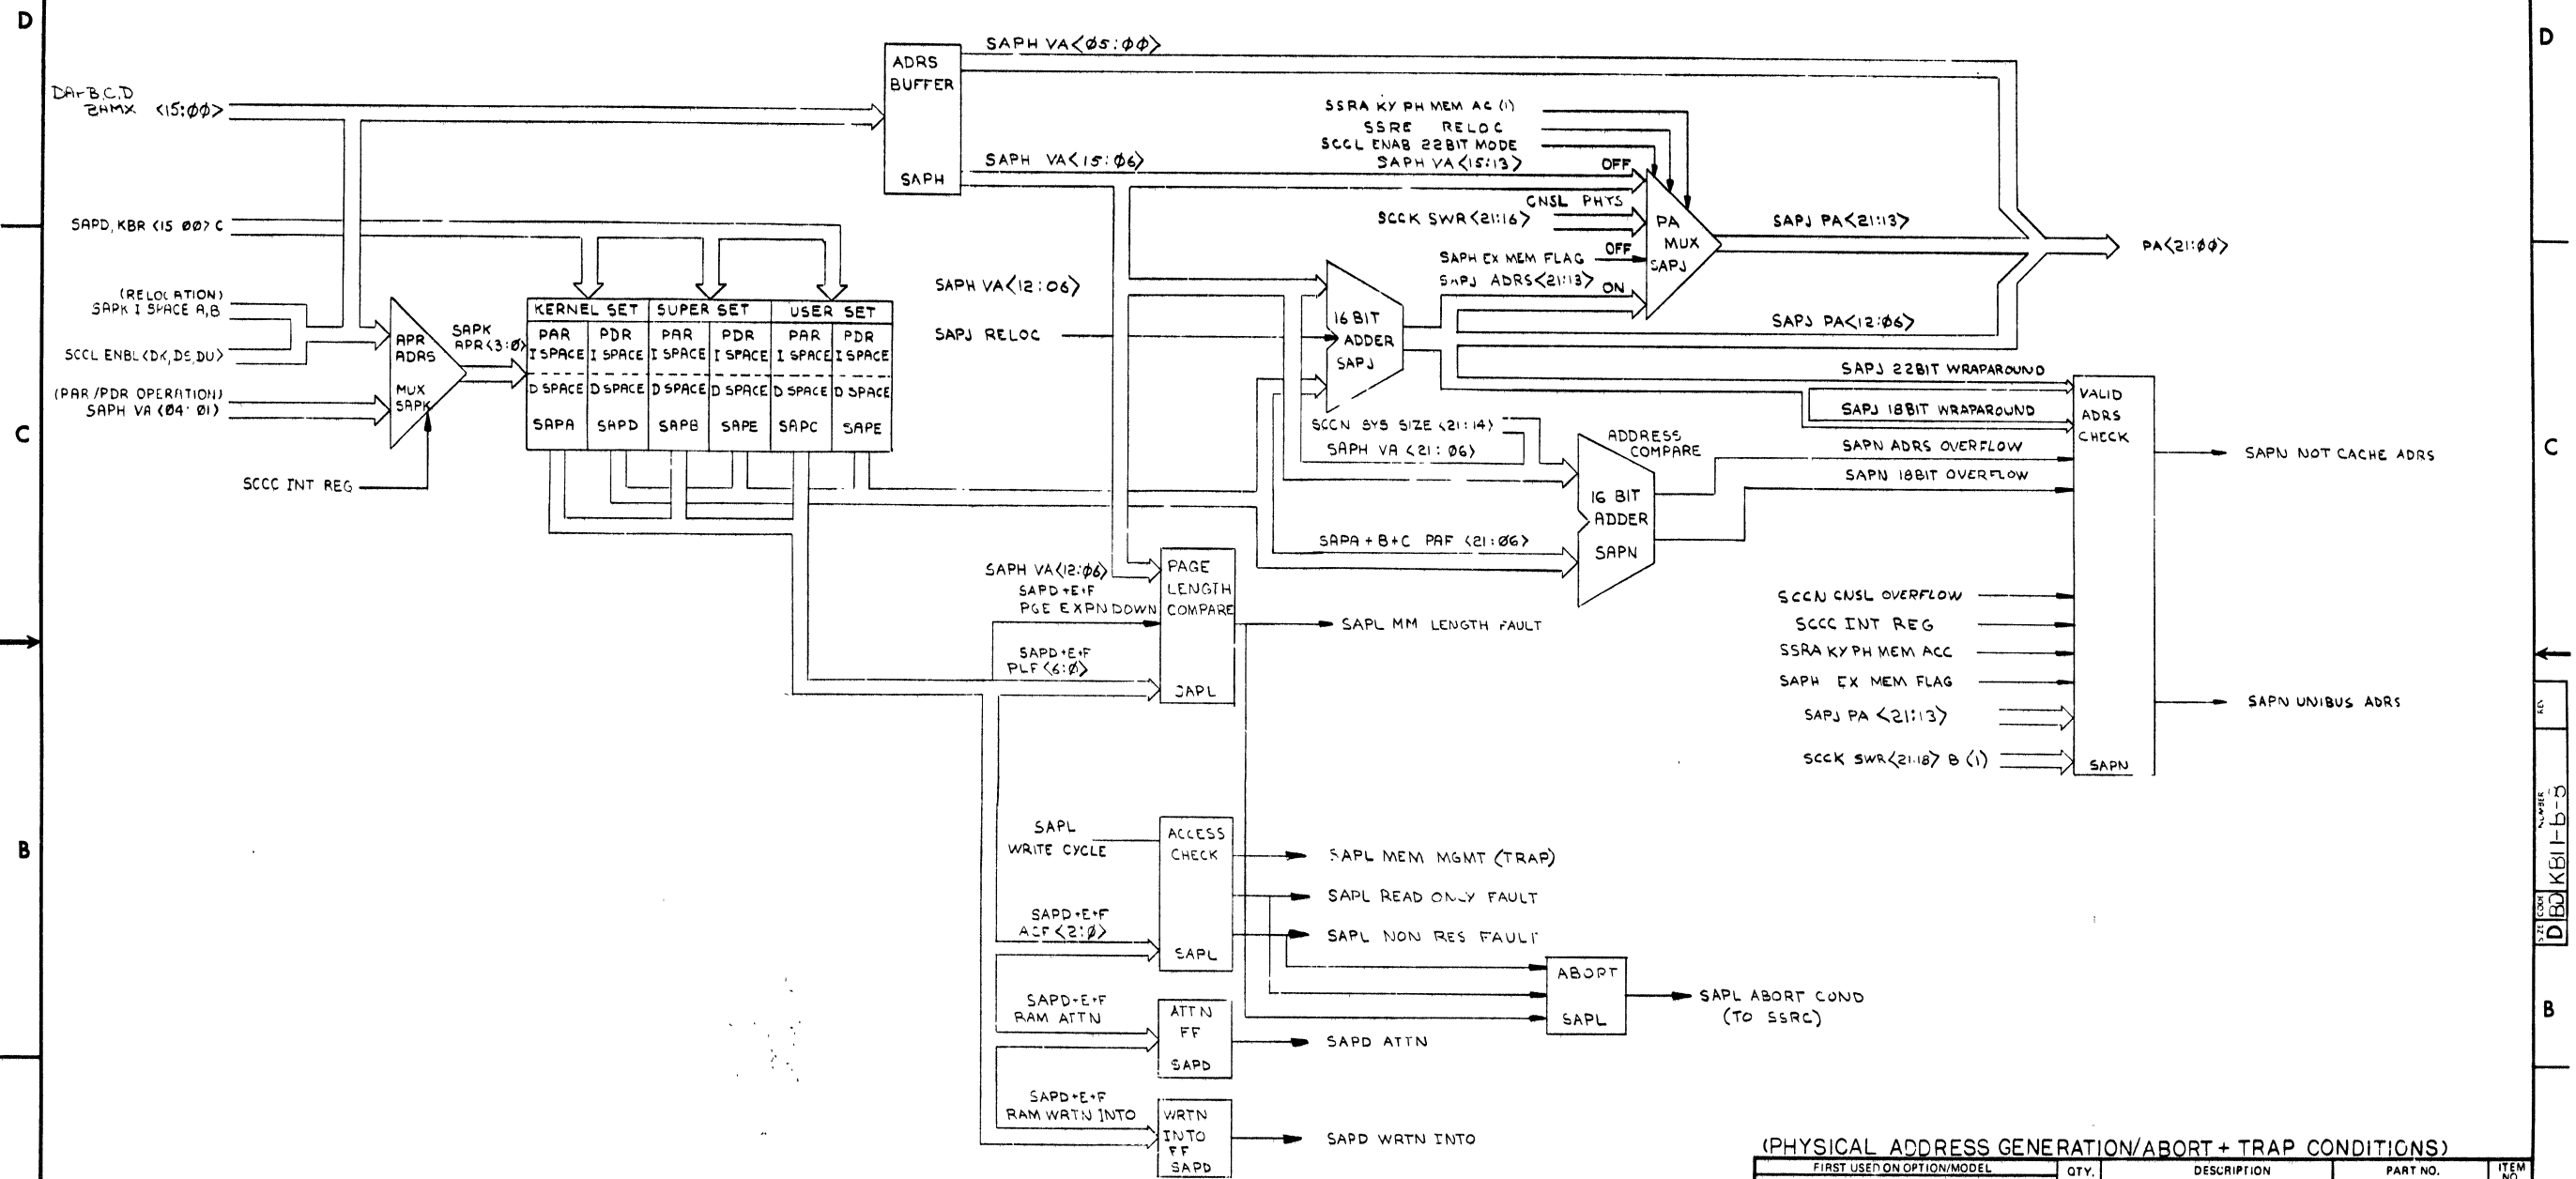 D
D
SAPH VA<05:00>
ADRS
BUFFER
SAPH
<15:00>
SSRA KY PH MEM AC (1)
SSRE RELOC
SCCL ENAB 22BIT MODE
SAPH VA<15:06>
SAPH VA<15:13>
OFF
CNSL PHYS
SCCK SWR<21:16>
PA
MUX
SAPJ
SAPJ PA<21:13>
PA<21:00>
SAPD, KBR <15 00> C
OFF
SAPH EX MEM FLAG
SAPJ ADRS<21:13> ON
(RELOCATION)
SAPK I SPACE A,B
SAPH VA<12:06>
SAPJ PA<12:06>
SAPK
APR<3:0>
APR
ADRS
MUX
SAPK
KERNEL SET
SUPER SET
USER SET
PAR PDR PAR PDR PAR PDR
I SPACE I SPACE I SPACE I SPACE I SPACE I SPACE
D SPACE D SPACE D SPACE D SPACE D SPACE D SPACE
SAPA SAPD SAPB SAPE SAPC SAPE
SAPJ RELOC
16 BIT
ADDER
SAPJ
SCCL ENBL<DK,DS,DU>
SAPJ 22BIT WRAPAROUND
(PAR/PDR OPERATION)
SAPH VA (04:01)
SAPJ 18BIT WRAPAROUND
VALID
ADRS
CHECK
C
C
SCCN SYS SIZE <21:14>
SAPH VA <21:06>
ADDRESS
COMPARE
SAPN ADRS OVERFLOW
SAPN NOT CACHE ADRS
SAPN 18BIT OVERFLOW
SCCC INT REG
16 BIT
ADDER
SAPN
SAPA+B+C PAF <21:06>
SAPH VA<12:06>
SAPD+E+F
PGE EXPN DOWN
PAGE
LENGTH
COMPARE
SAPL
SAPL MM LENGTH FAULT
SCCN CNSL OVERFLOW
SCCC INT REG
SSRA KY PH MEM ACC
SAPD+E+F
PLF<6:0>
SAPH EX MEM FLAG
SAPJ PA <21:13>
SAPN UNIBUS ADRS
SCCK SWR<21:18> B (1)
SAPN
REV
B
SAPL
WRITE CYCLE
ACCESS
CHECK
SAPL
SAPL MEM MGMT (TRAP)
SAPL READ ONLY FAULT
SAPD+E+F
ACF<2:0>
SAPL NON RES FAULT
ABORT
SAPL
SAPL ABORT COND
(TO SSRC)
B
SIZE CODE NUMBER
D BD KB11-B-5
SAPD+E+F
RAM ATTN
ATTN
FF
SAPD
SAPD ATTN
SAPD+E+F
RAM WRTN INTO
WRTN
INTO
FF
SAPD
SAPD WRTN INTO
(PHYSICAL ADDRESS GENERATION/ABORT + TRAP CONDITIONS)
FIRST USED ON OPTION/MODEL QTY. DESCRIPTION PART NO. ITEM NO.